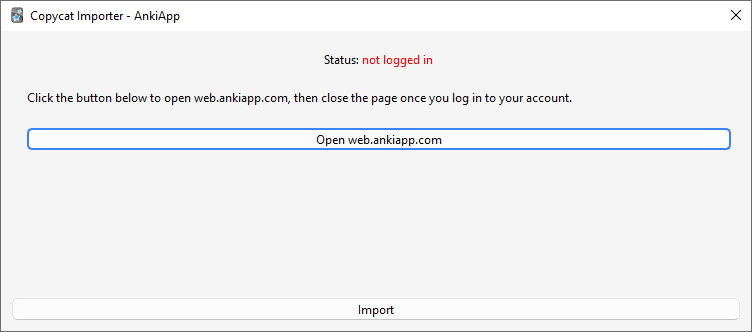 Copycat Importer - AnkiApp
Status: not logged in
Click the button below to open web.ankiapp.com, then close the page once you log in to your account.
Open web.ankiapp.com
Import